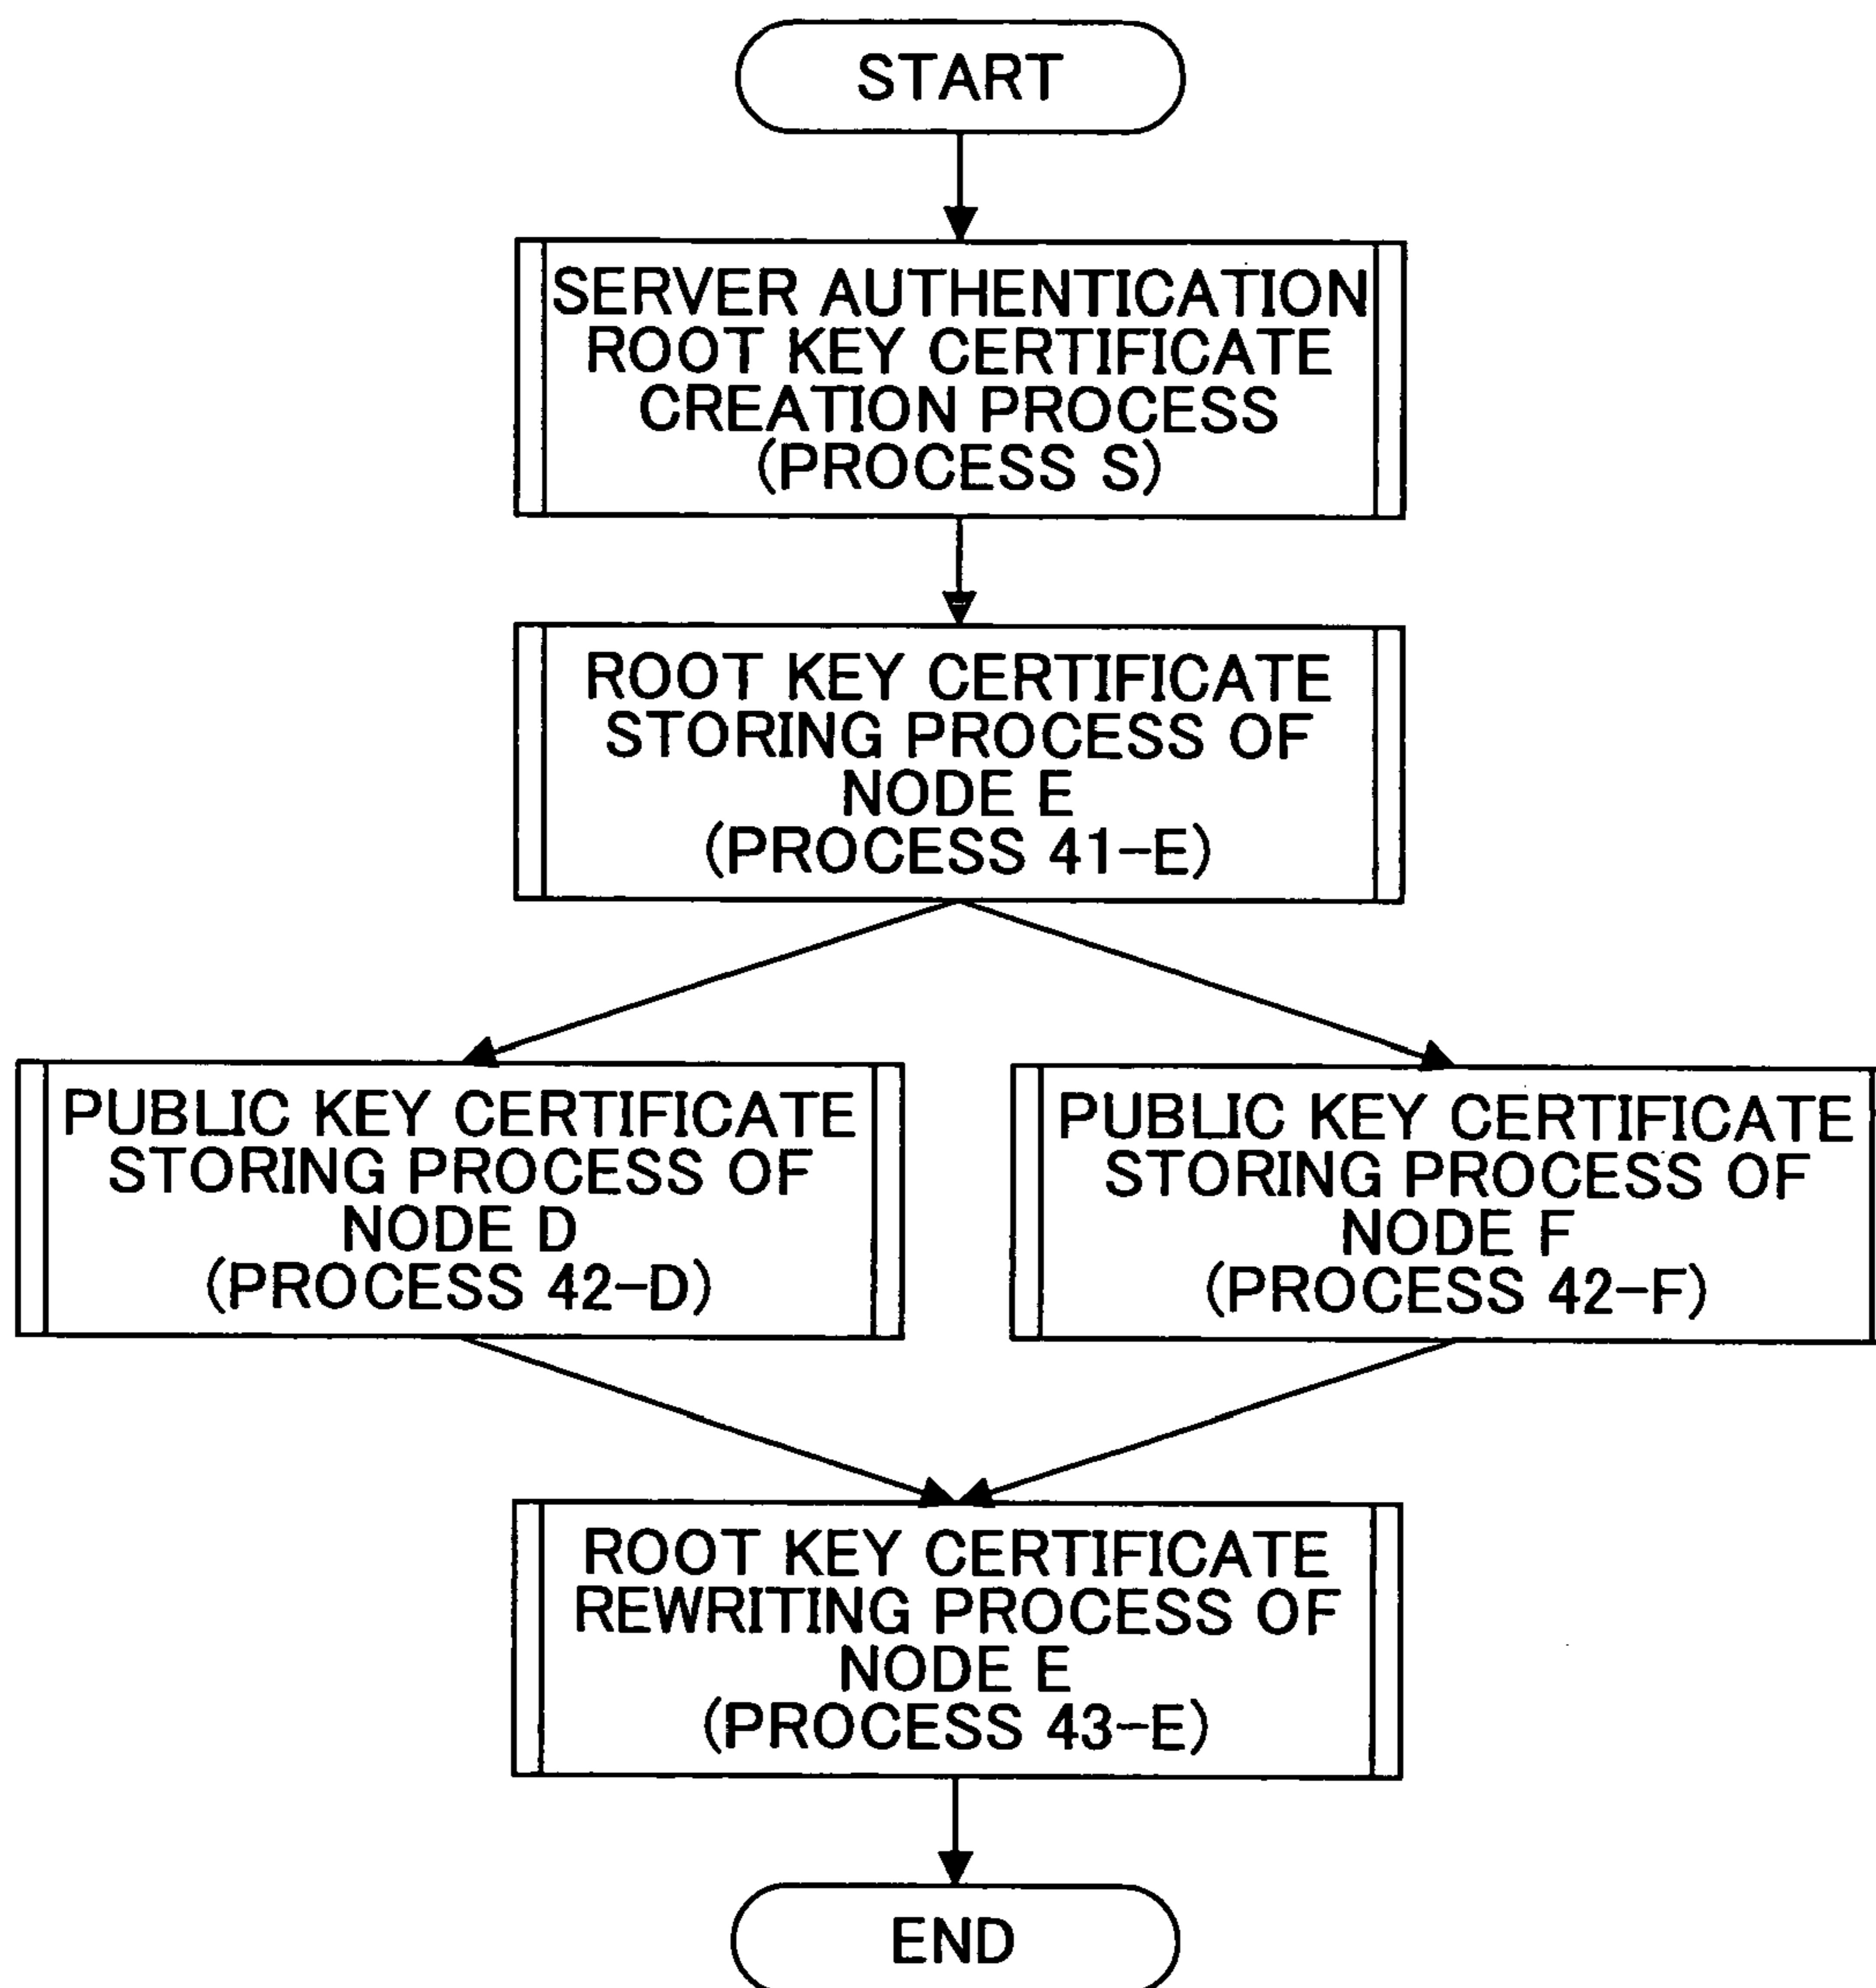 START
SERVER AUTHENTICATION
ROOT KEY CERTIFICATE
CREATION PROCESS
(PROCESS S)
ROOT KEY CERTIFICATE
STORING PROCESS OF
NODE E
(PROCESS 41-E)
PUBLIC KEY CERTIFICATE
STORING PROCESS OF
NODE D
(PROCESS 42-D)
PUBLIC KEY CERTIFICATE
STORING PROCESS OF
NODE F
(PROCESS 42-F)
ROOT KEY CERTIFICATE
REWRITING PROCESS OF
NODE E
(PROCESS 43-E)
END